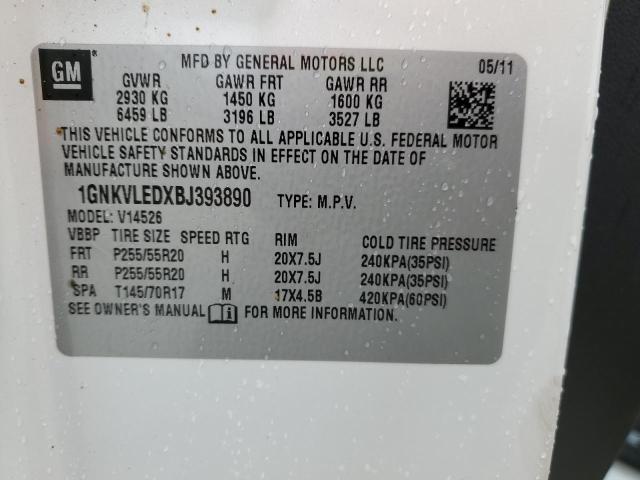 GM ® MFD BY GENERAL MOTORS LLC 05/11
GVWR GAWR FRT GAWR RR
2930 KG 1450 KG 1600 KG
6459 LB 3196 LB 3527 LB
THIS VEHICLE CONFORMS TO ALL APPLICABLE U.S. FEDERAL MOTOR
VEHICLE SAFETY STANDARDS IN EFFECT ON THE DATE OF
MANUFACTURE SHOWN ABOVE.
1GNKVLEDXBJ393890 TYPE: M.P.V.
MODEL: V14526
VBBP TIRE SIZE SPEED RTG RIM COLD TIRE PRESSURE
FRT P255/55R20 H 20X7.5J 240KPA(35PSI)
RR P255/55R20 H 20X7.5J 240KPA(35PSI)
SPA T145/70R17 M 17X4.5B 420KPA(60PSI)
SEE OWNER'S MANUAL i FOR MORE INFORMATION.